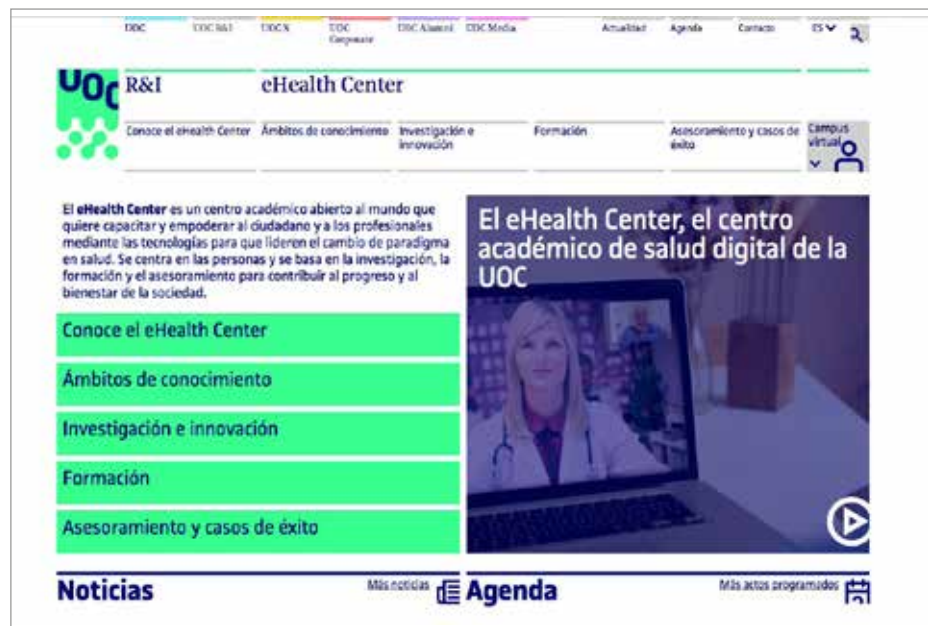 UOC
UOC R&I
UOC X
UOC Corporate
UOC Alumni
UOC Media
Actualidad
Agenda
Contacto
ES
UOC
R&I
eHealth Center
Conoce el eHealth Center
Ámbitos de conocimiento
Investigación e
innovación
Formación
Asesoramiento y casos de
éxito
Campus
virtual
El eHealth Center es un centro académico abierto al mundo que
quiere capacitar y empoderar al ciudadano y a los profesionales
mediante las tecnologías para que lideren el cambio de paradigma
en salud. Se centra en las personas y se basa en la investigación, la
formación y el asesoramiento para contribuir al progreso y al
bienestar de la sociedad.
Conoce el eHealth Center
Ámbitos de conocimiento
Investigación e innovación
Formación
Asesoramiento y casos de éxito
El eHealth Center, el centro
académico de salud digital de la
UOC
Noticias
Más noticias
Agenda
Más actos programados